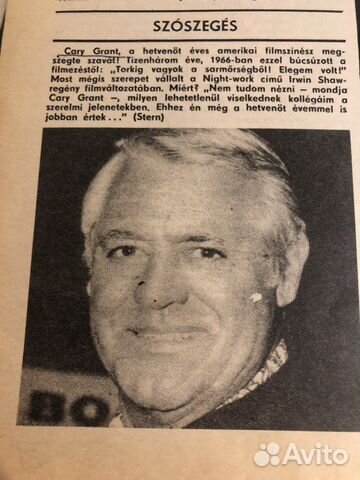 SZÓSZEGÉS
Cary Grant, a hetvenöt éves amerikai filmszínész meg-
szegte szavát! Tizenhárom éve, 1966-ban ezzel búcsúzott a
filmezéstől: „Torkig vagyok a sarmőrségből! Elegem volt!"
Most mégis szerepet vállalt a Night-work című Irwin Shaw-
regény filmváltozatában. Miért? „Nem tudom nézni – mondja
Cary Grant –, milyen lehetetlenül viselkednek kollégáim a
szerelmi jelenetekben. Ehhez én még a hetvenöt évemmel is
jobban értek . . ." (Stern)
BO
Avito